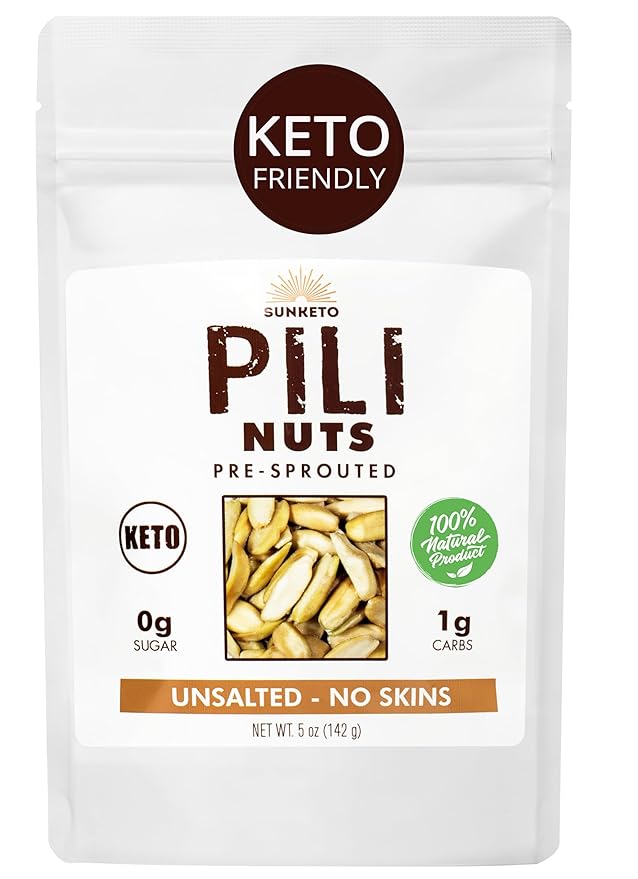 KETO
FRIENDLY
SUNKETO
PILI
NUTS
PRE-SPROUTED
KETO
100%
Natural
Product
0g
SUGAR
1g
CARBS
UNSALTED - NO SKINS
NET WT. 5 oz (142 g)